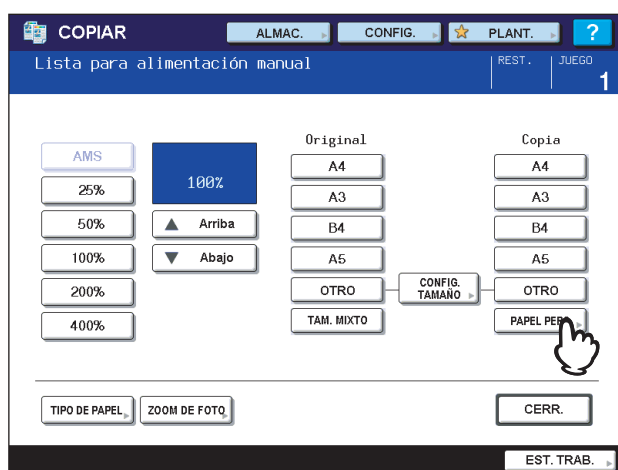 COPIAR
ALMAC.
CONFIG.
PLANT.
?
Lista para alimentación manual
REST.
JUEGO
1
Original
Copia
AMS
100%
A4
A4
25%
A3
A3
50%
Arriba
B4
B4
100%
Abajo
A5
A5
200%
OTRO
CONFIG.
TAMAÑO
OTRO
400%
TAM. MIXTO
PAPEL PER
TIPO DE PAPEL
ZOOM DE FOTO
CERR.
EST. TRAB.